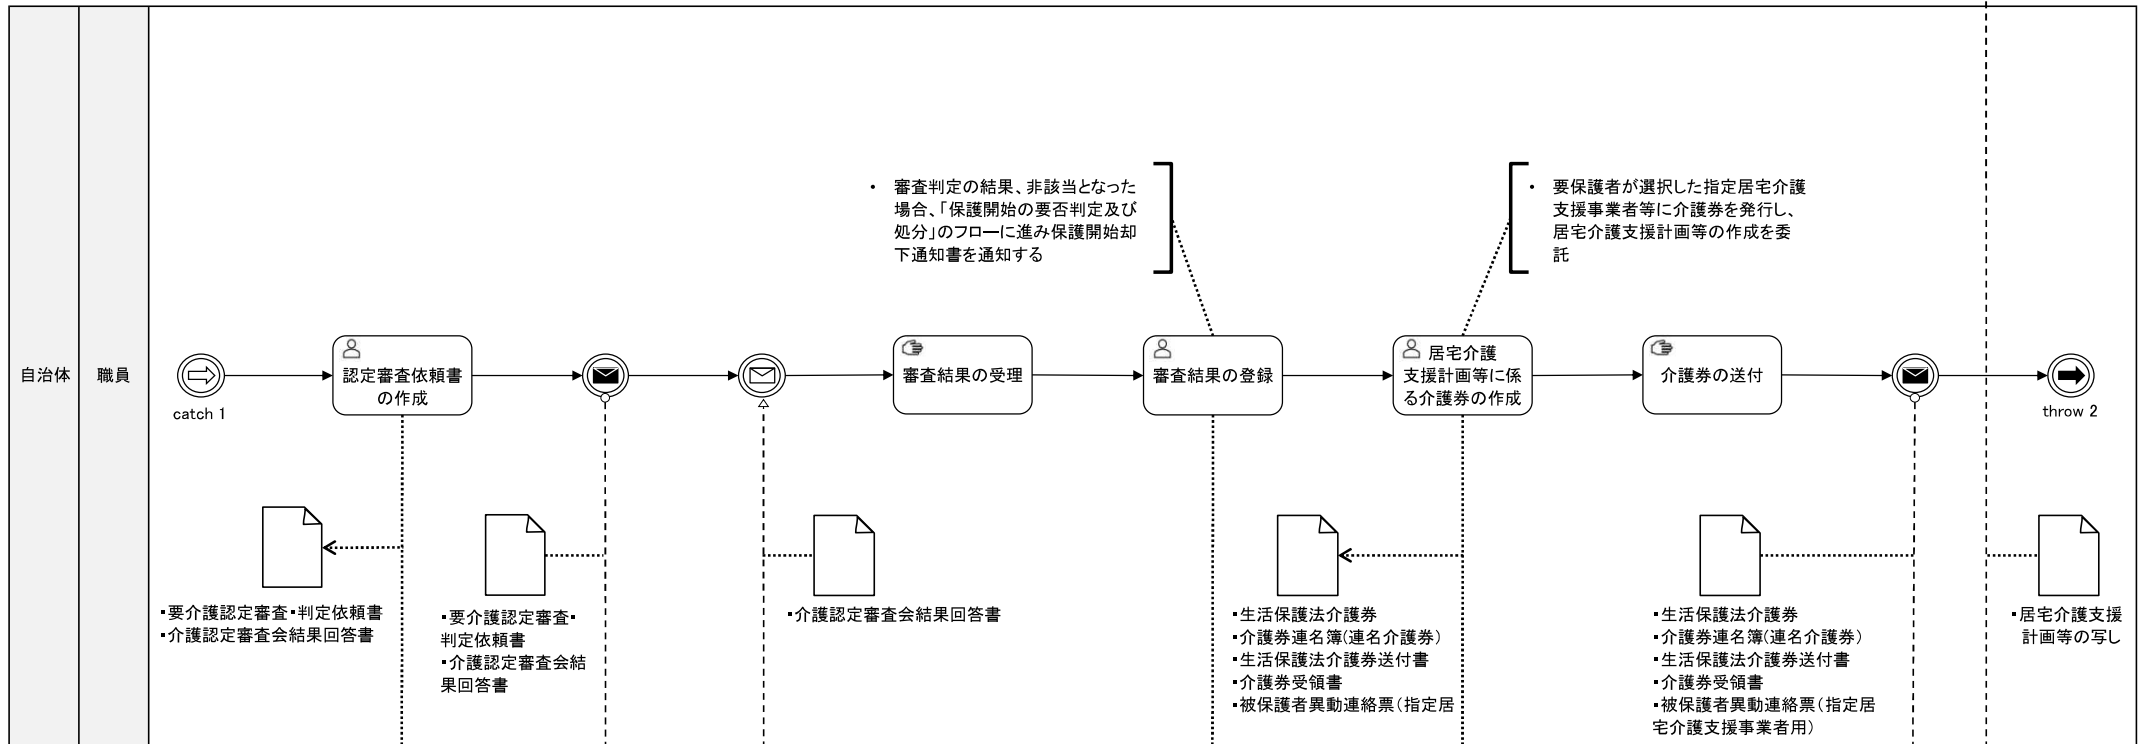 自治体
職員
・ 審査判定の結果、非該当となった
場合、「保護開始の要否判定及び
処分」のフローに進み保護開始却
下通知書を通知する
・ 要保護者が選択した指定居宅介護
支援事業者等に介護券を発行し、
居宅介護支援計画等の作成を委
託
catch 1
認定審査依頼書
の作成
審査結果の受理
審査結果の登録
居宅介護
支援計画等に係
る介護券の作成
介護券の送付
throw 2
・要介護認定審査・判定依頼書
・介護認定審査会結果回答書
・要介護認定審査・
判定依頼書
・介護認定審査会結
果回答書
・介護認定審査会結果回答書
・生活保護法介護券
・介護券連名簿(連名介護券)
・生活保護法介護券送付書
・介護券受領書
・被保護者異動連絡票(指定居
・生活保護法介護券
・介護券連名簿(連名介護券)
・生活保護法介護券送付書
・介護券受領書
・被保護者異動連絡票(指定居
宅介護支援事業者用)
・居宅介護支援
計画等の写し